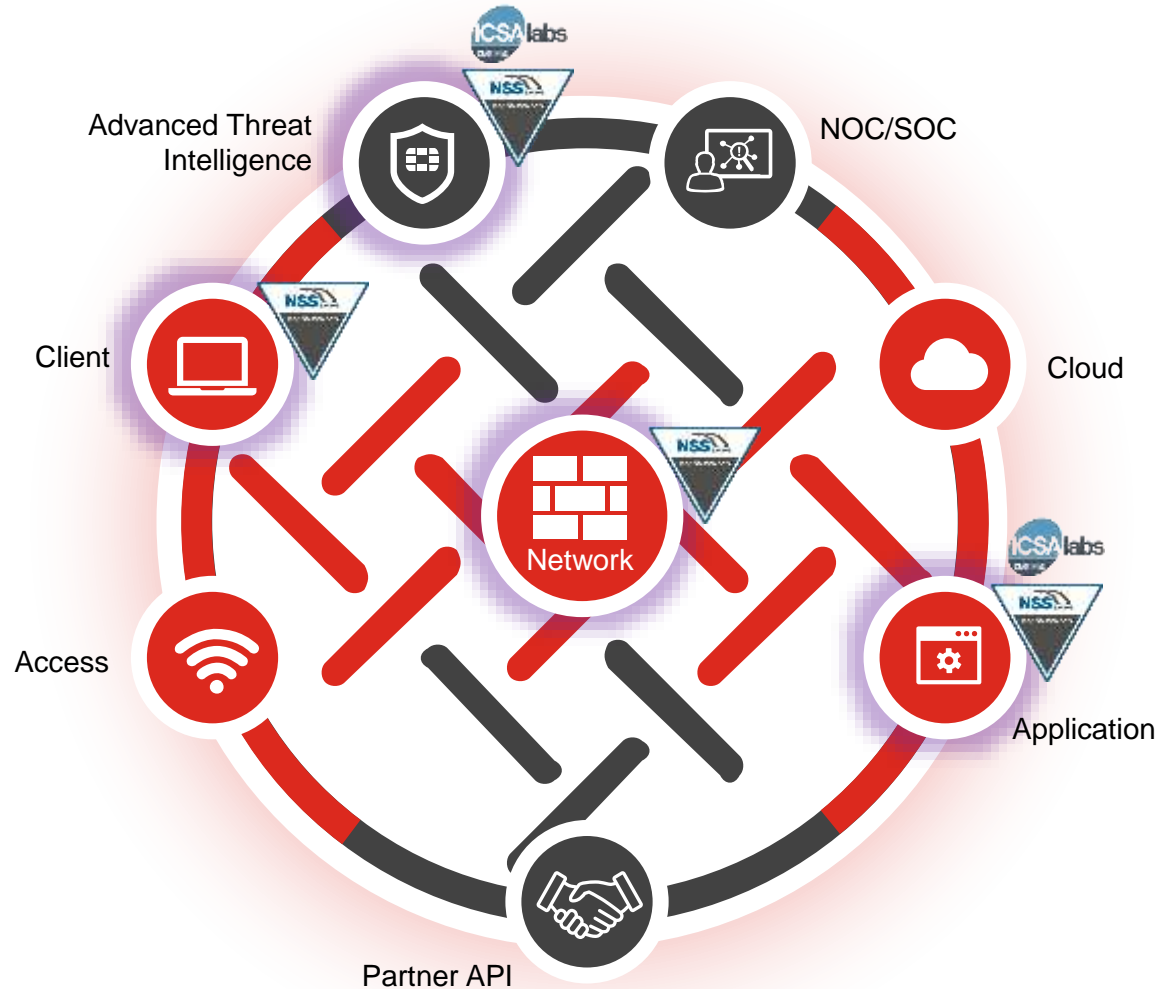 ICSA labs
NSS
Advanced Threat
Intelligence
NOC/SOC
NSS
Client
Cloud
NSS
Network
ICSA labs
NSS
Access
Application
Partner API